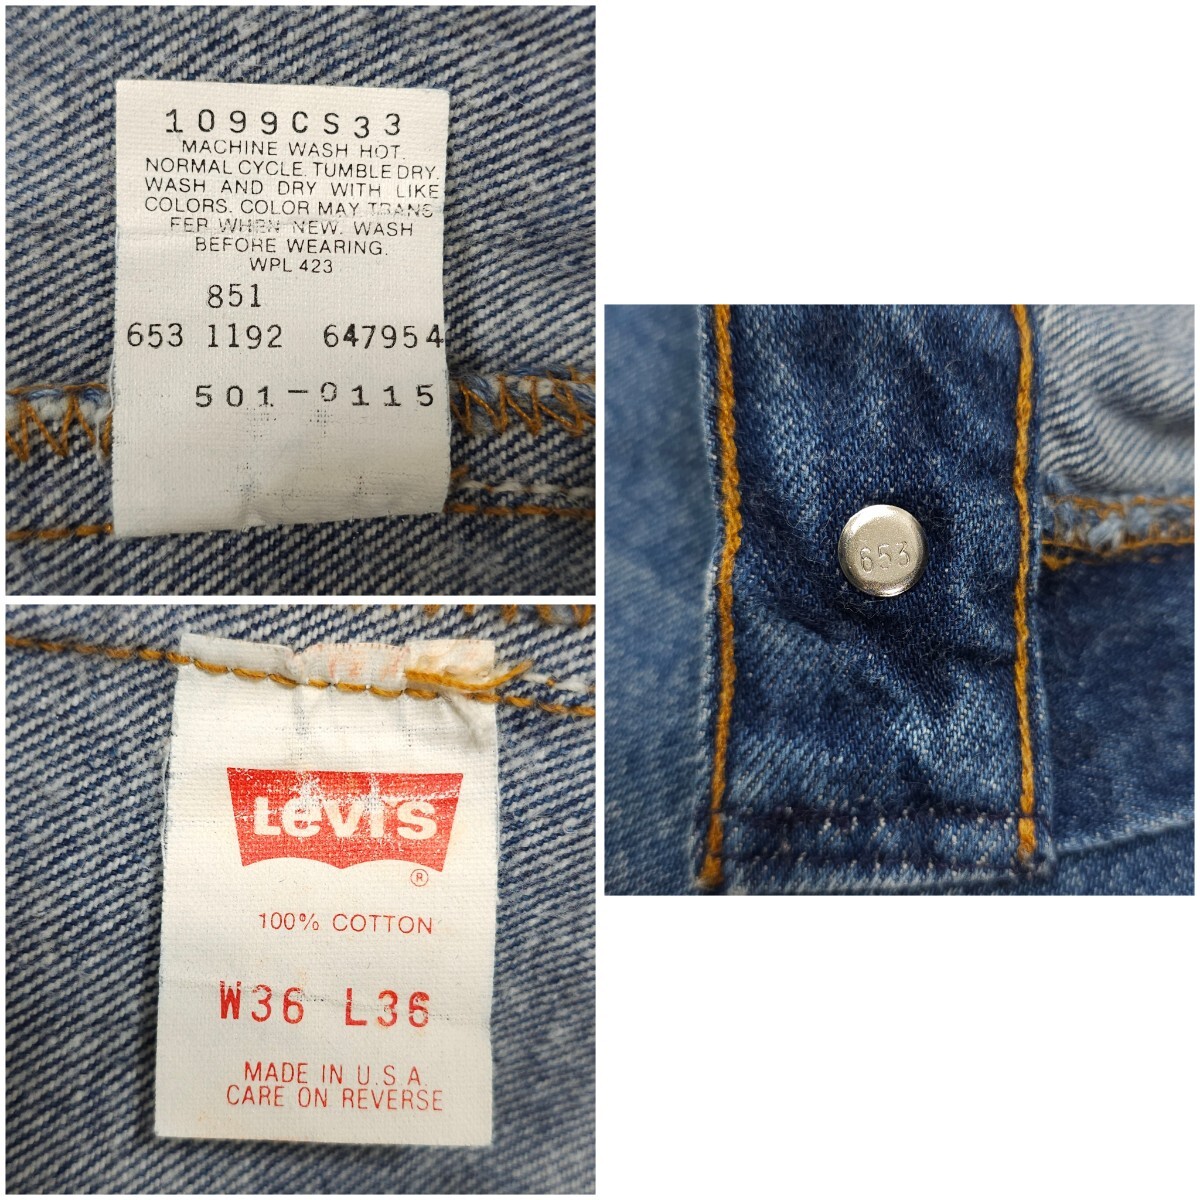 1099CS33
MACHINE WASH HOT.
NORMAL CYCLE. TUMBLE DRY.
WASH AND DRY WITH LIKE
COLORS. COLOR MAY TRANS
FER WHEN NEW. WASH
BEFORE WEARING.
WPL 423
851
653 1192 647954
501-0115
LEVI'S
®
100% COTTON
W36 L36
MADE IN U.S.A.
CARE ON REVERSE
653